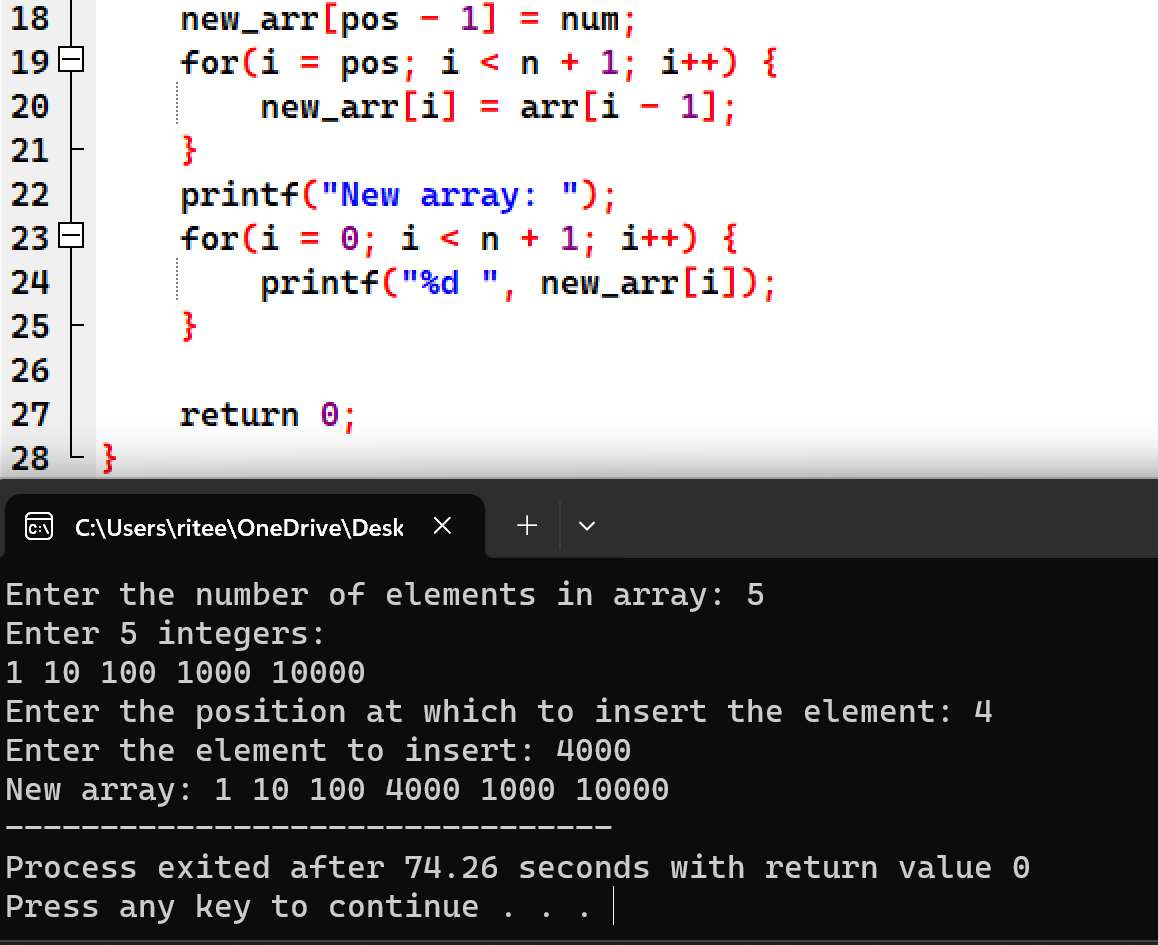 18 new_arr[pos - 1] = num;
19 for(i = pos; i < n + 1; i++) {
20 new_arr[i] = arr[i - 1];
21 }
22 printf("New array: ");
23 for(i = 0; i < n + 1; i++) {
24 printf("%d ", new_arr[i]);
25 }
26
27 return 0;
28 }
C:\Users\ritee\OneDrive\Desk
Enter the number of elements in array: 5
Enter 5 integers:
1 10 100 1000 10000
Enter the position at which to insert the element: 4
Enter the element to insert: 4000
New array: 1 10 100 4000 1000 10000
--------------------------------
Process exited after 74.26 seconds with return value 0
Press any key to continue . . .